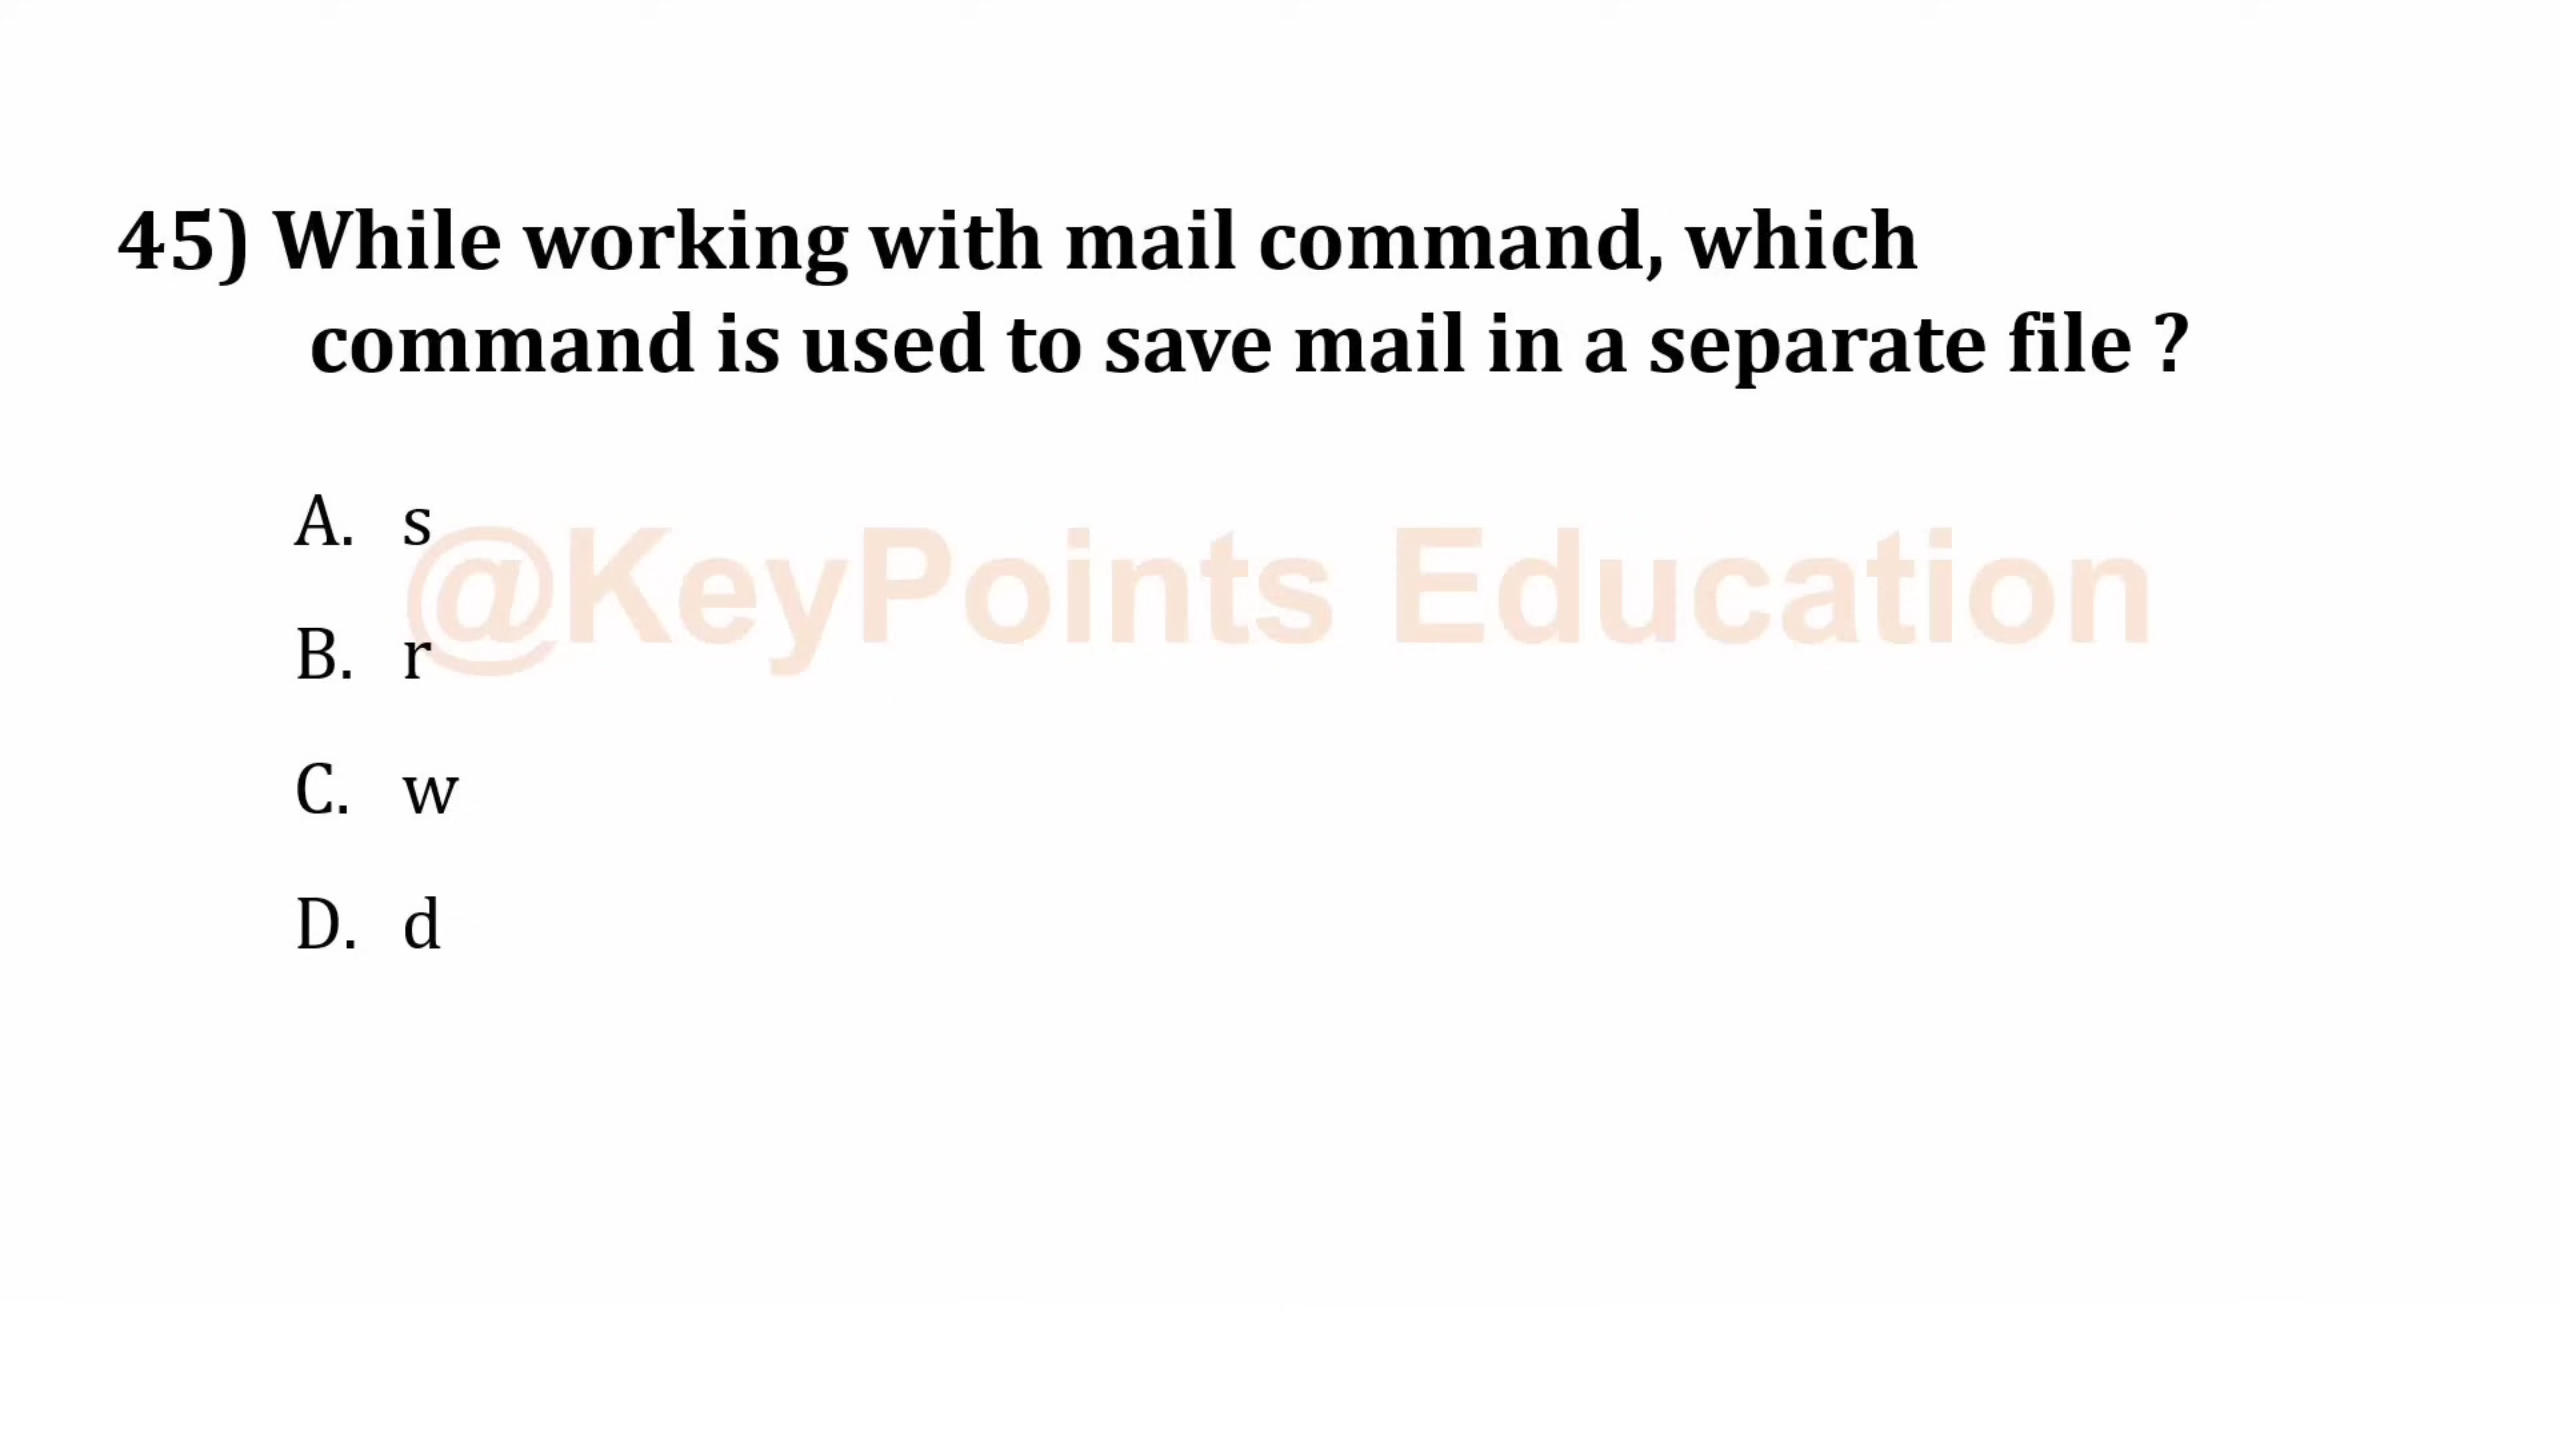 45) While working with mail command, which
command is used to save mail in a separate file ?
A. s
@KeyPoints Education
B. r
C. w
D. d